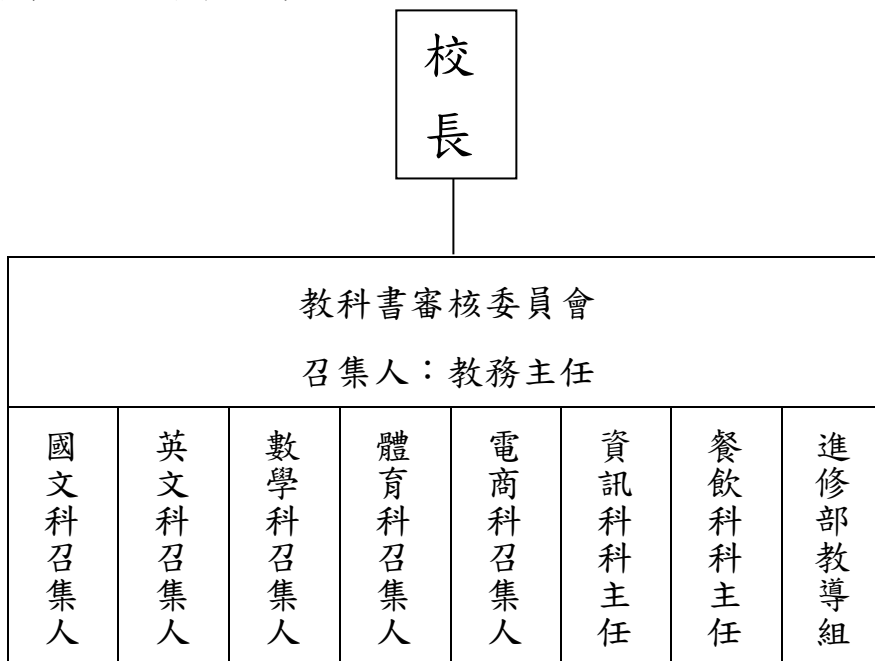 校
長
教科書審核委員會
召集人：教務主任
國文科召集人
英文科召集人
數學科召集人
體育科召集人
電商科召集人
資訊科科主任
餐飲科科主任
進修部教導組